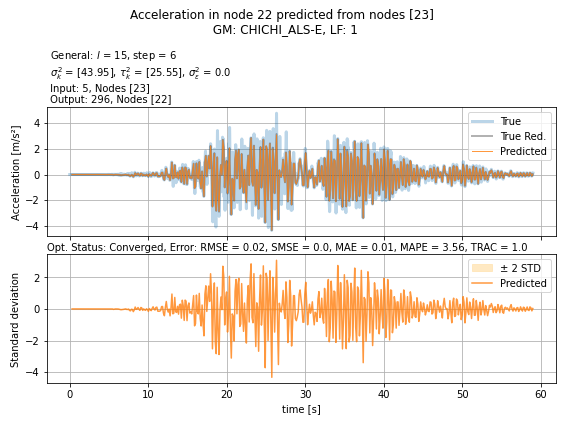 Acceleration in node 22 predicted from nodes [23]
GM: CHICHI_ALS-E, LF: 1
General: l = 15, step = 6
σ²ₖ = [43.95], τ²ₖ = [25.55], σ²ε = 0.0
Input: 5, Nodes [23]
Output: 296, Nodes [22]
Acceleration [m/s²]
4
2
0
−2
−4
True
True Red.
Predicted
Opt. Status: Converged, Error: RMSE = 0.02, SMSE = 0.0, MAE = 0.01, MAPE = 3.56, TRAC = 1.0
Standard deviation
2
0
−2
−4
± 2 STD
Predicted
0 10 20 30 40 50 60
time [s]